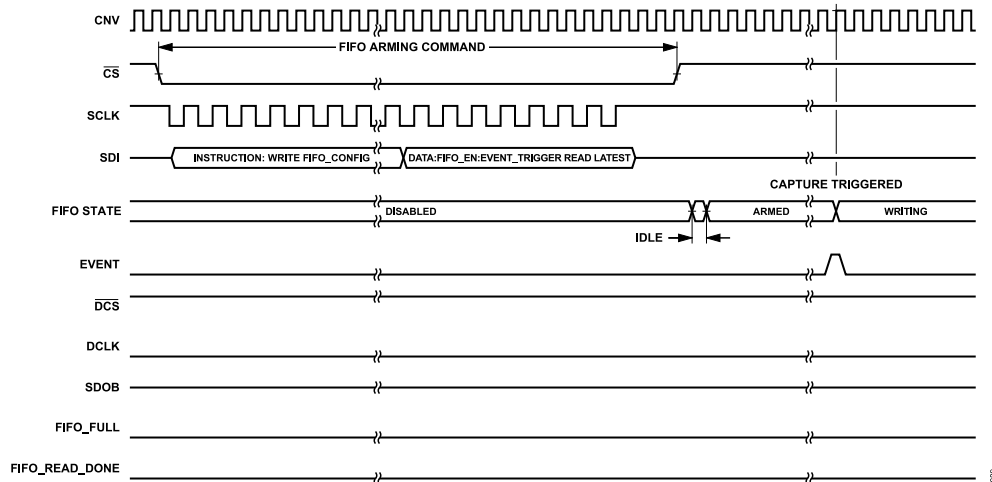 CNV
FIFO ARMING COMMAND
CS
SCLK
SDI
INSTRUCTION: WRITE FIFO_CONFIG
DATA:FIFO_EN:EVENT_TRIGGER READ LATEST
CAPTURE TRIGGERED
FIFO STATE
DISABLED
ARMED
WRITING
IDLE
EVENT
DCS
DCLK
SDOB
FIFO_FULL
FIFO_READ_DONE